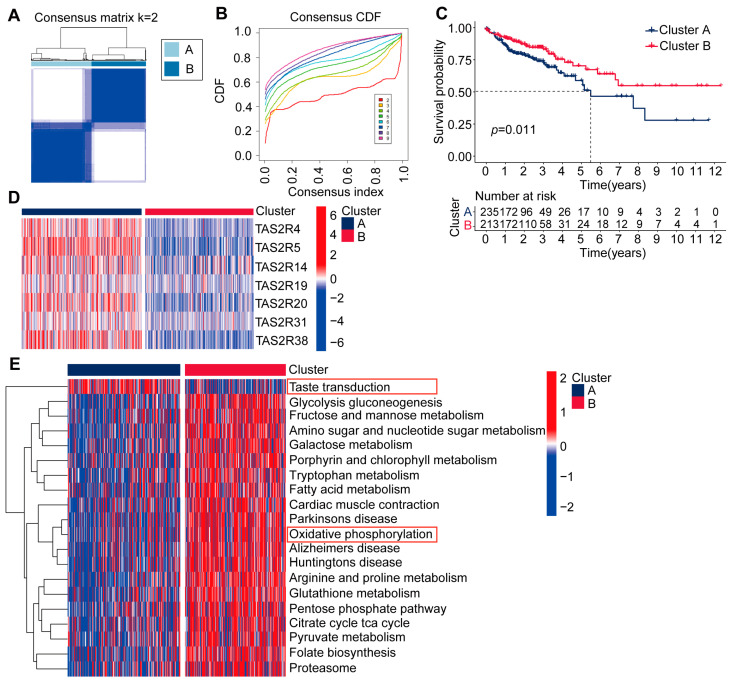 A
Consensus matrix k=2
A
B
B
Consensus CDF
CDF
1.0
0.8
0.6
0.4
0.2
0.0
0.0
0.2
0.4
0.6
0.8
1.0
Consensus index
2
3
4
5
6
7
8
9
C
Cluster A
Cluster B
Survival probability
1.00
0.75
0.50
0.25
0.00
p=0.011
0 1 2 3 4 5 6 7 8 9 10 11 12
Time(years)
Number at risk
Cluster
A 235 172 96 49 26 17 10 9 4 3 2 1 0
B 213 172 110 58 31 24 18 12 9 7 4 4 1
0 1 2 3 4 5 6 7 8 9 10 11 12
Time(years)
D
Cluster
TAS2R4
TAS2R5
TAS2R14
TAS2R19
TAS2R20
TAS2R31
TAS2R38
6
4
2
0
−2
−4
−6
Cluster
A
B
E
Cluster
Taste transduction
Glycolysis gluconeogenesis
Fructose and mannose metabolism
Amino sugar and nucleotide sugar metabolism
Galactose metabolism
Porphyrin and chlorophyll metabolism
Tryptophan metabolism
Fatty acid metabolism
Cardiac muscle contraction
Parkinsons disease
Oxidative phosphorylation
Alizheimers disease
Huntingtons disease
Arginine and proline metabolism
Glutathione metabolism
Pentose phosphate pathway
Citrate cycle tca cycle
Pyruvate metabolism
Folate biosynthesis
Proteasome
2
1
0
−1
−2
Cluster
A
B